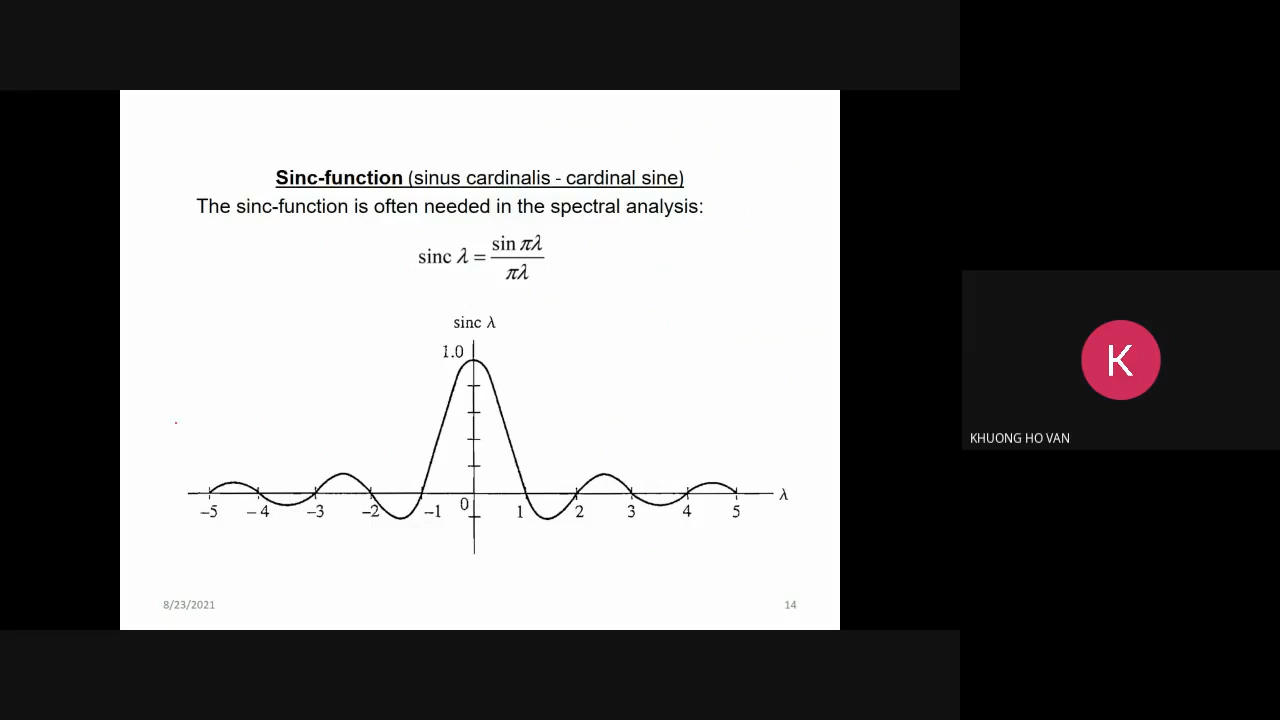 Sinc-function (sinus cardinalis - cardinal sine)
The sinc-function is often needed in the spectral analysis:
sinc λ = sin πλ / πλ
sinc λ
1.0
λ
–5 – 4 –3 –2 –1 0 1 2 3 4 5
8/23/2021
14
K
KHUONG HO VAN